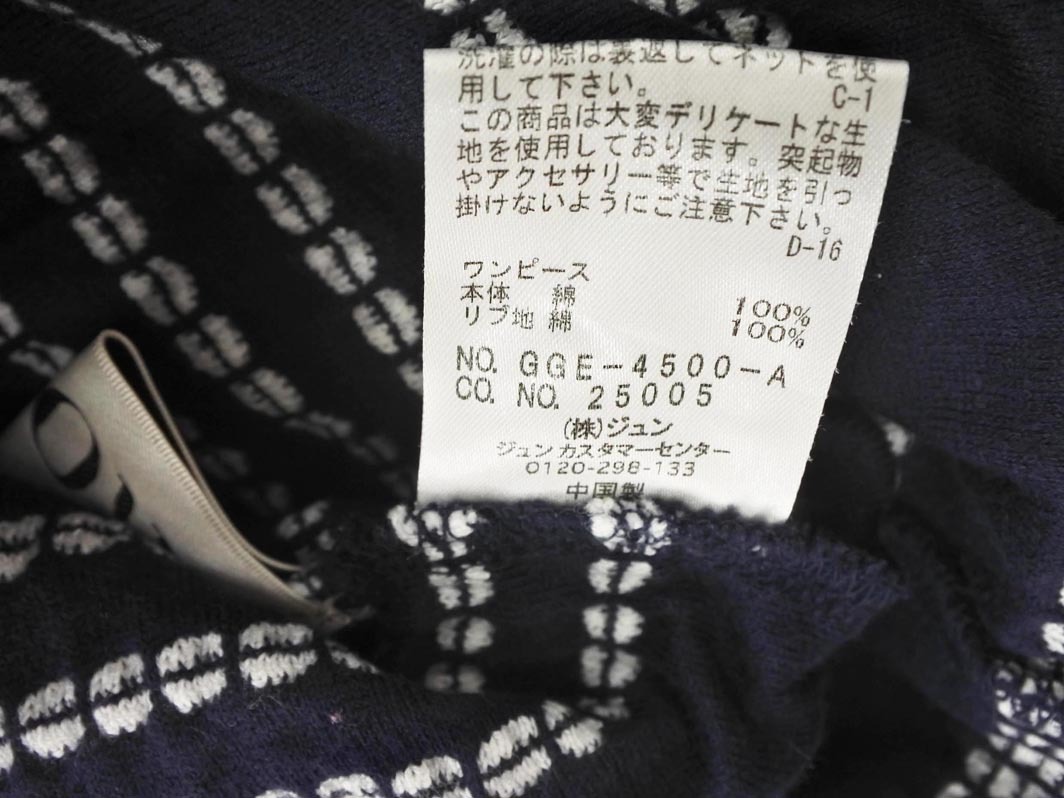 洗濯の際は裏返してネットを使
用して下さい。
C-1
この商品は大変デリケートな生
地を使用しております。突起物
やアクセサリー等で生地を引っ
掛けないようにご注意下さい。
D-16
ワンピース
本体 綿 100%
リブ地 綿 100%
NO. GGE-4500-A
CO. NO. 25005
(株)ジュン
ジュン カスタマーセンター
0120-298-133
中国製